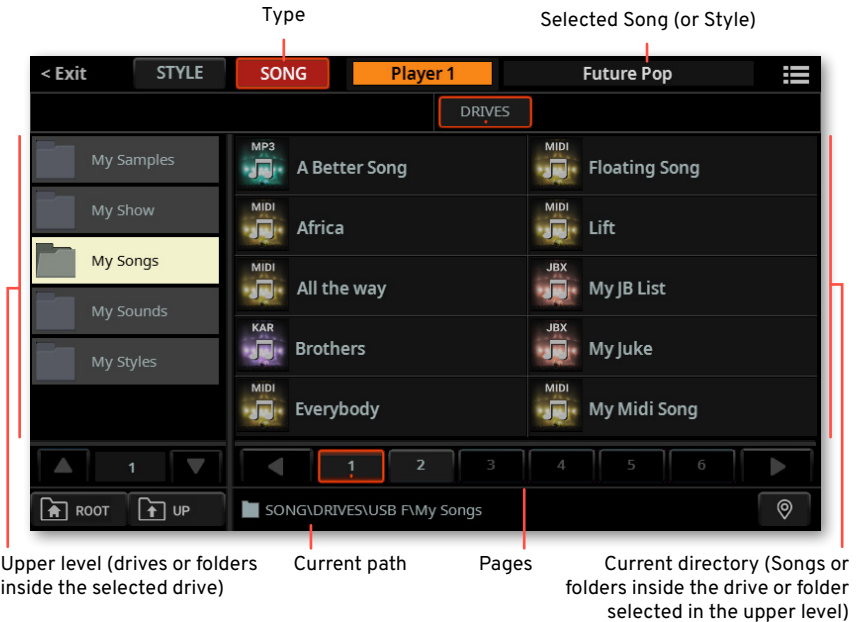 Type
Selected Song (or Style)
< Exit
STYLE
SONG
Player 1
Future Pop
DRIVES
My Samples
My Show
My Songs
My Sounds
My Styles
MP3
A Better Song
MIDI
Floating Song
MIDI
Africa
MIDI
Lift
MIDI
All the way
JBX
My JB List
KAR
Brothers
JBX
My Juke
MIDI
Everybody
MIDI
My Midi Song
1
1
2
3
4
5
6
ROOT
UP
SONG\DRIVES\USB F\My Songs
Upper level (drives or folders
inside the selected drive)
Current path
Pages
Current directory (Songs or
folders inside the drive or folder
selected in the upper level)